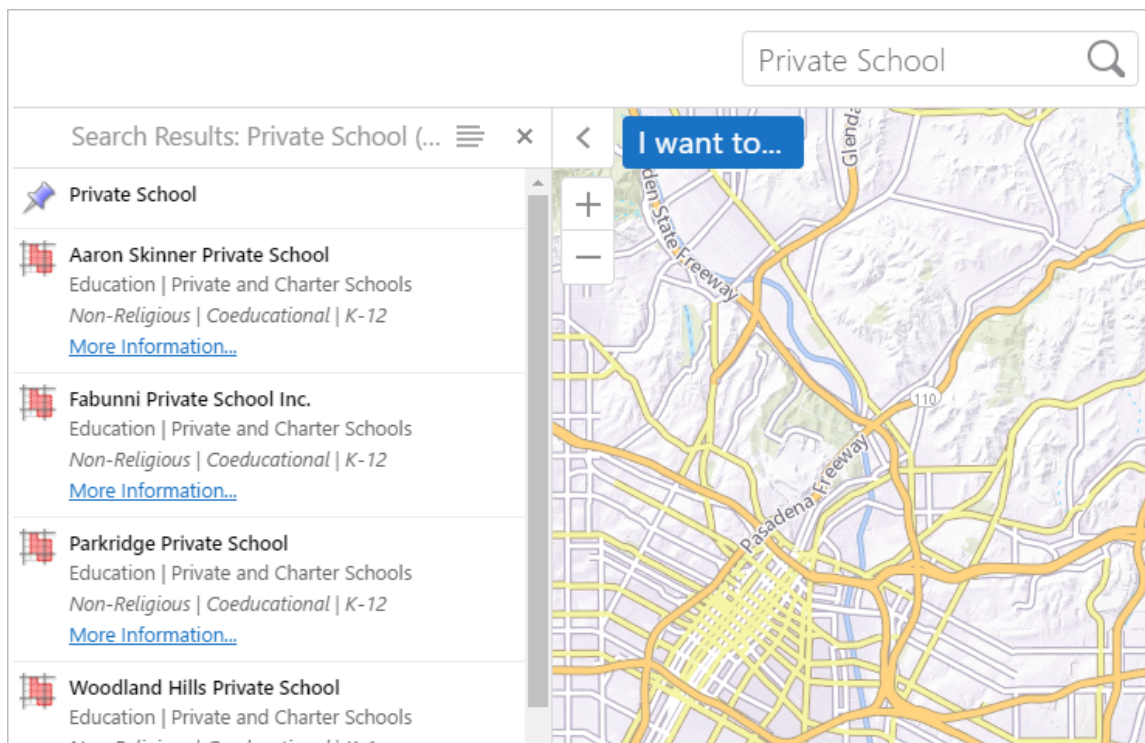 Private School
Search Results: Private School (...
I want to...
Private School
Aaron Skinner Private School
Education | Private and Charter Schools
Non-Religious | Coeducational | K-12
More Information...
Fabunni Private School Inc.
Education | Private and Charter Schools
Non-Religious | Coeducational | K-12
More Information...
Parkridge Private School
Education | Private and Charter Schools
Non-Religious | Coeducational | K-12
More Information...
Woodland Hills Private School
Education | Private and Charter Schools
Glenda
den State Freeway
110
Pasadena Freeway